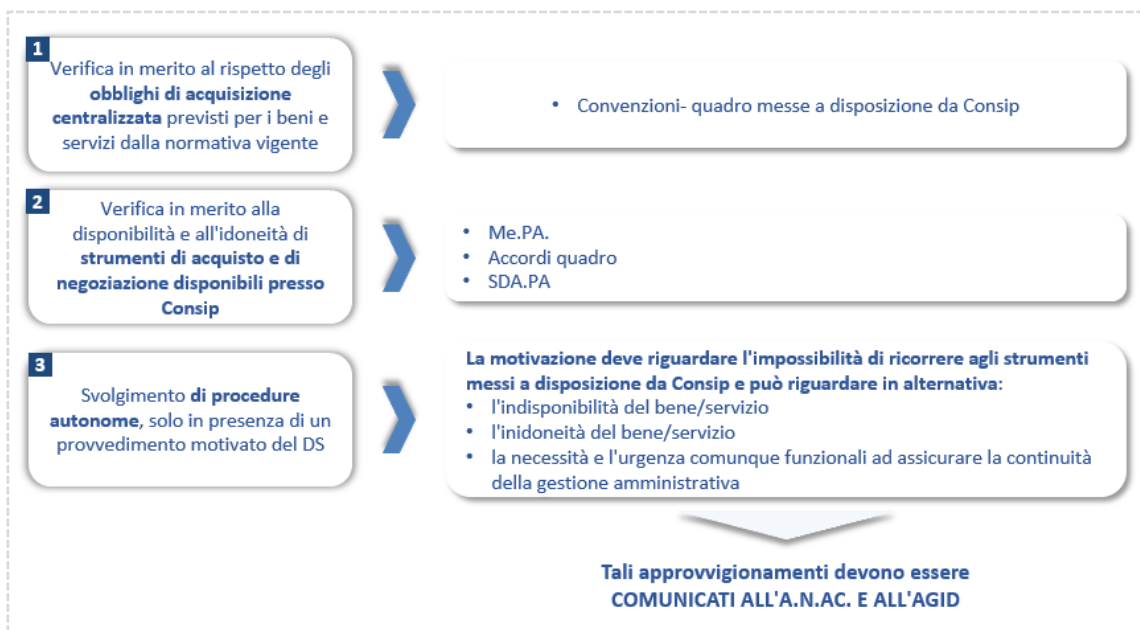 1
Verifica in merito al rispetto degli
obblighi di acquisizione
centralizzata previsti per i beni e
servizi dalla normativa vigente
• Convenzioni- quadro messe a disposizione da Consip
2
Verifica in merito alla
disponibilità e all'idoneità di
strumenti di acquisto e di
negoziazione disponibili presso
Consip
• Me.PA.
• Accordi quadro
• SDA.PA
3
Svolgimento di procedure
autonome, solo in presenza di un
provvedimento motivato del DS
La motivazione deve riguardare l'impossibilità di ricorrere agli strumenti
messi a disposizione da Consip e può riguardare in alternativa:
• l'indisponibilità del bene/servizio
• l'inidoneità del bene/servizio
• la necessità e l'urgenza comunque funzionali ad assicurare la continuità
della gestione amministrativa
Tali approvvigionamenti devono essere
COMUNICATI ALL'A.N.AC. E ALL'AGID